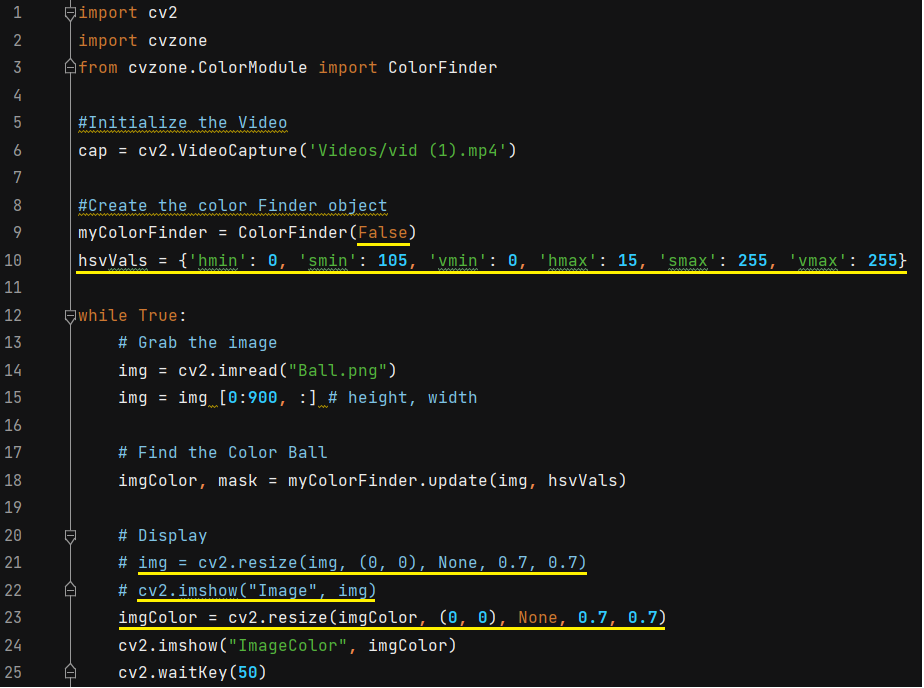 1 import cv2
2 import cvzone
3 from cvzone.ColorModule import ColorFinder
4
5 #Initialize the Video
6 cap = cv2.VideoCapture('Videos/vid (1).mp4')
7
8 #Create the color Finder object
9 myColorFinder = ColorFinder(False)
10 hsvVals = {'hmin': 0, 'smin': 105, 'vmin': 0, 'hmax': 15, 'smax': 255, 'vmax': 255}
11
12 while True:
13     # Grab the image
14     img = cv2.imread("Ball.png")
15     img = img [0:900, :] # height, width
16
17     # Find the Color Ball
18     imgColor, mask = myColorFinder.update(img, hsvVals)
19
20     # Display
21     # img = cv2.resize(img, (0, 0), None, 0.7, 0.7)
22     # cv2.imshow("Image", img)
23     imgColor = cv2.resize(imgColor, (0, 0), None, 0.7, 0.7)
24     cv2.imshow("ImageColor", imgColor)
25     cv2.waitKey(50)